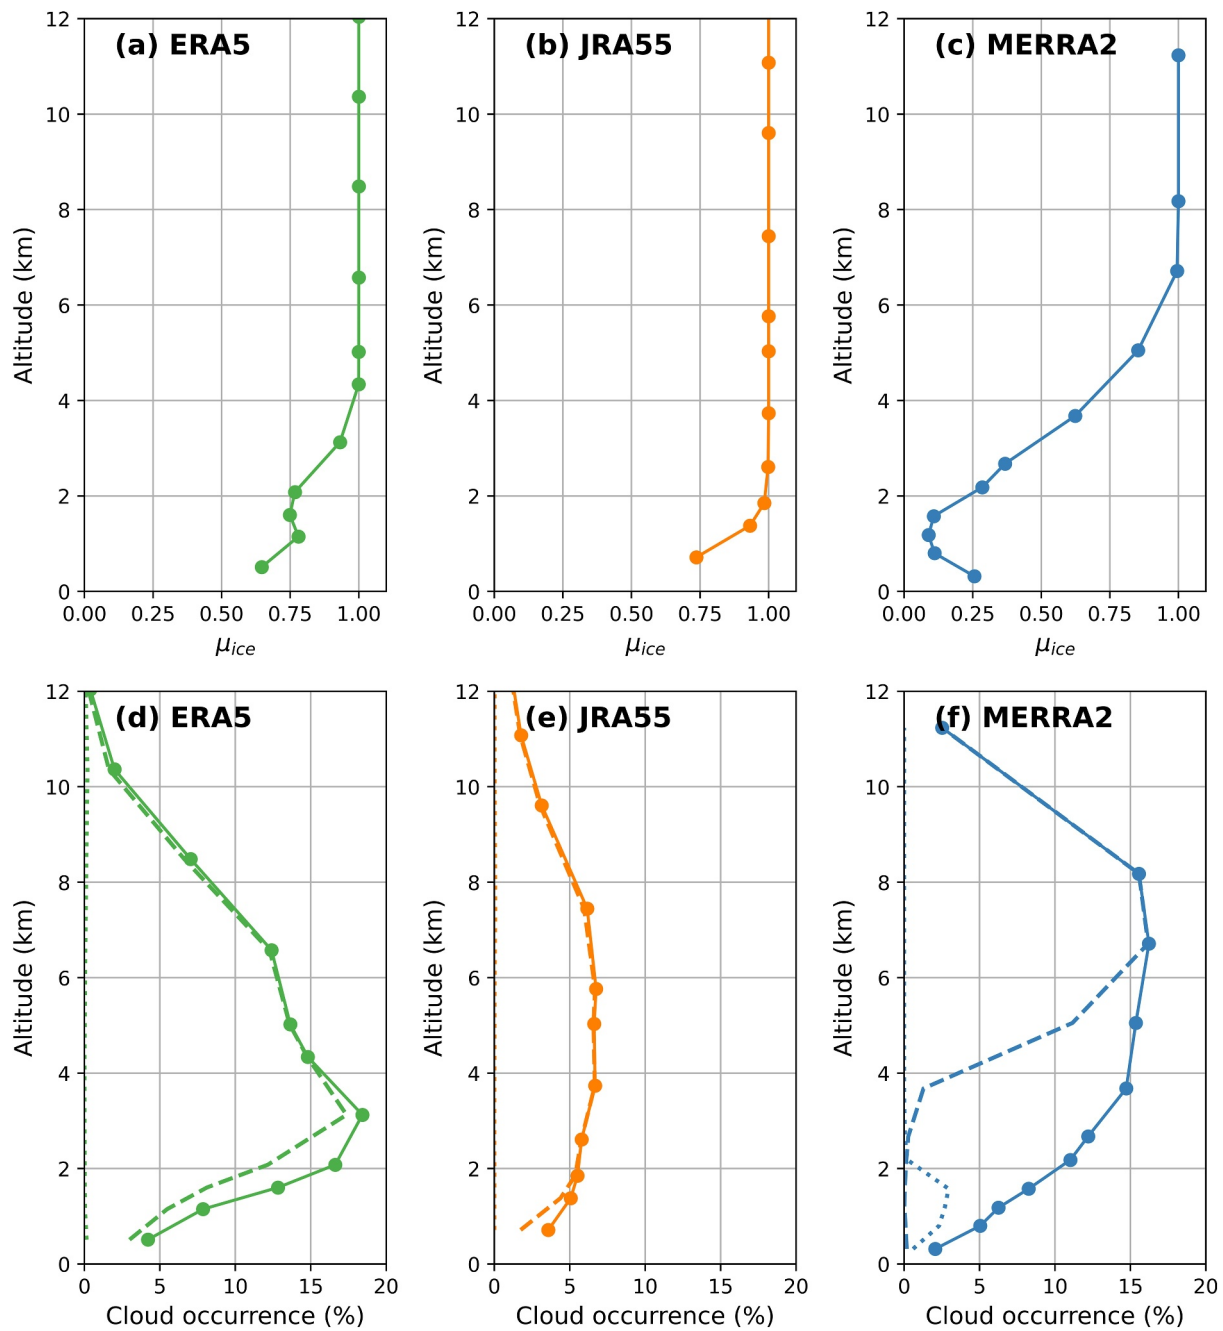 (a) ERA5
12
10
8
6
4
2
0
Altitude (km)
0.00 0.25 0.50 0.75 1.00
μice
(b) JRA55
12
10
8
6
4
2
0
Altitude (km)
0.00 0.25 0.50 0.75 1.00
μice
(c) MERRA2
12
10
8
6
4
2
0
Altitude (km)
0.00 0.25 0.50 0.75 1.00
μice
(d) ERA5
12
10
8
6
4
2
0
Altitude (km)
0 5 10 15 20
Cloud occurrence (%)
(e) JRA55
12
10
8
6
4
2
0
Altitude (km)
0 5 10 15 20
Cloud occurrence (%)
(f) MERRA2
12
10
8
6
4
2
0
Altitude (km)
0 5 10 15 20
Cloud occurrence (%)